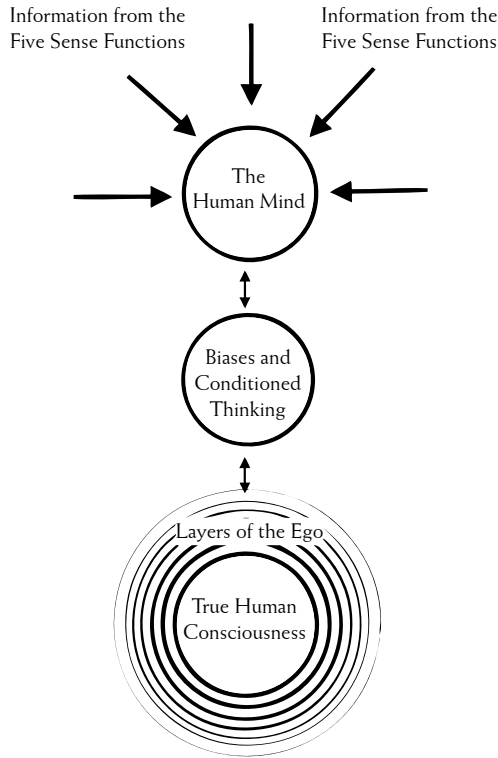 Information from the
Five Sense Functions
Information from the
Five Sense Functions
The
Human Mind
Biases and
Conditioned
Thinking
Layers of the Ego
True Human
Consciousness